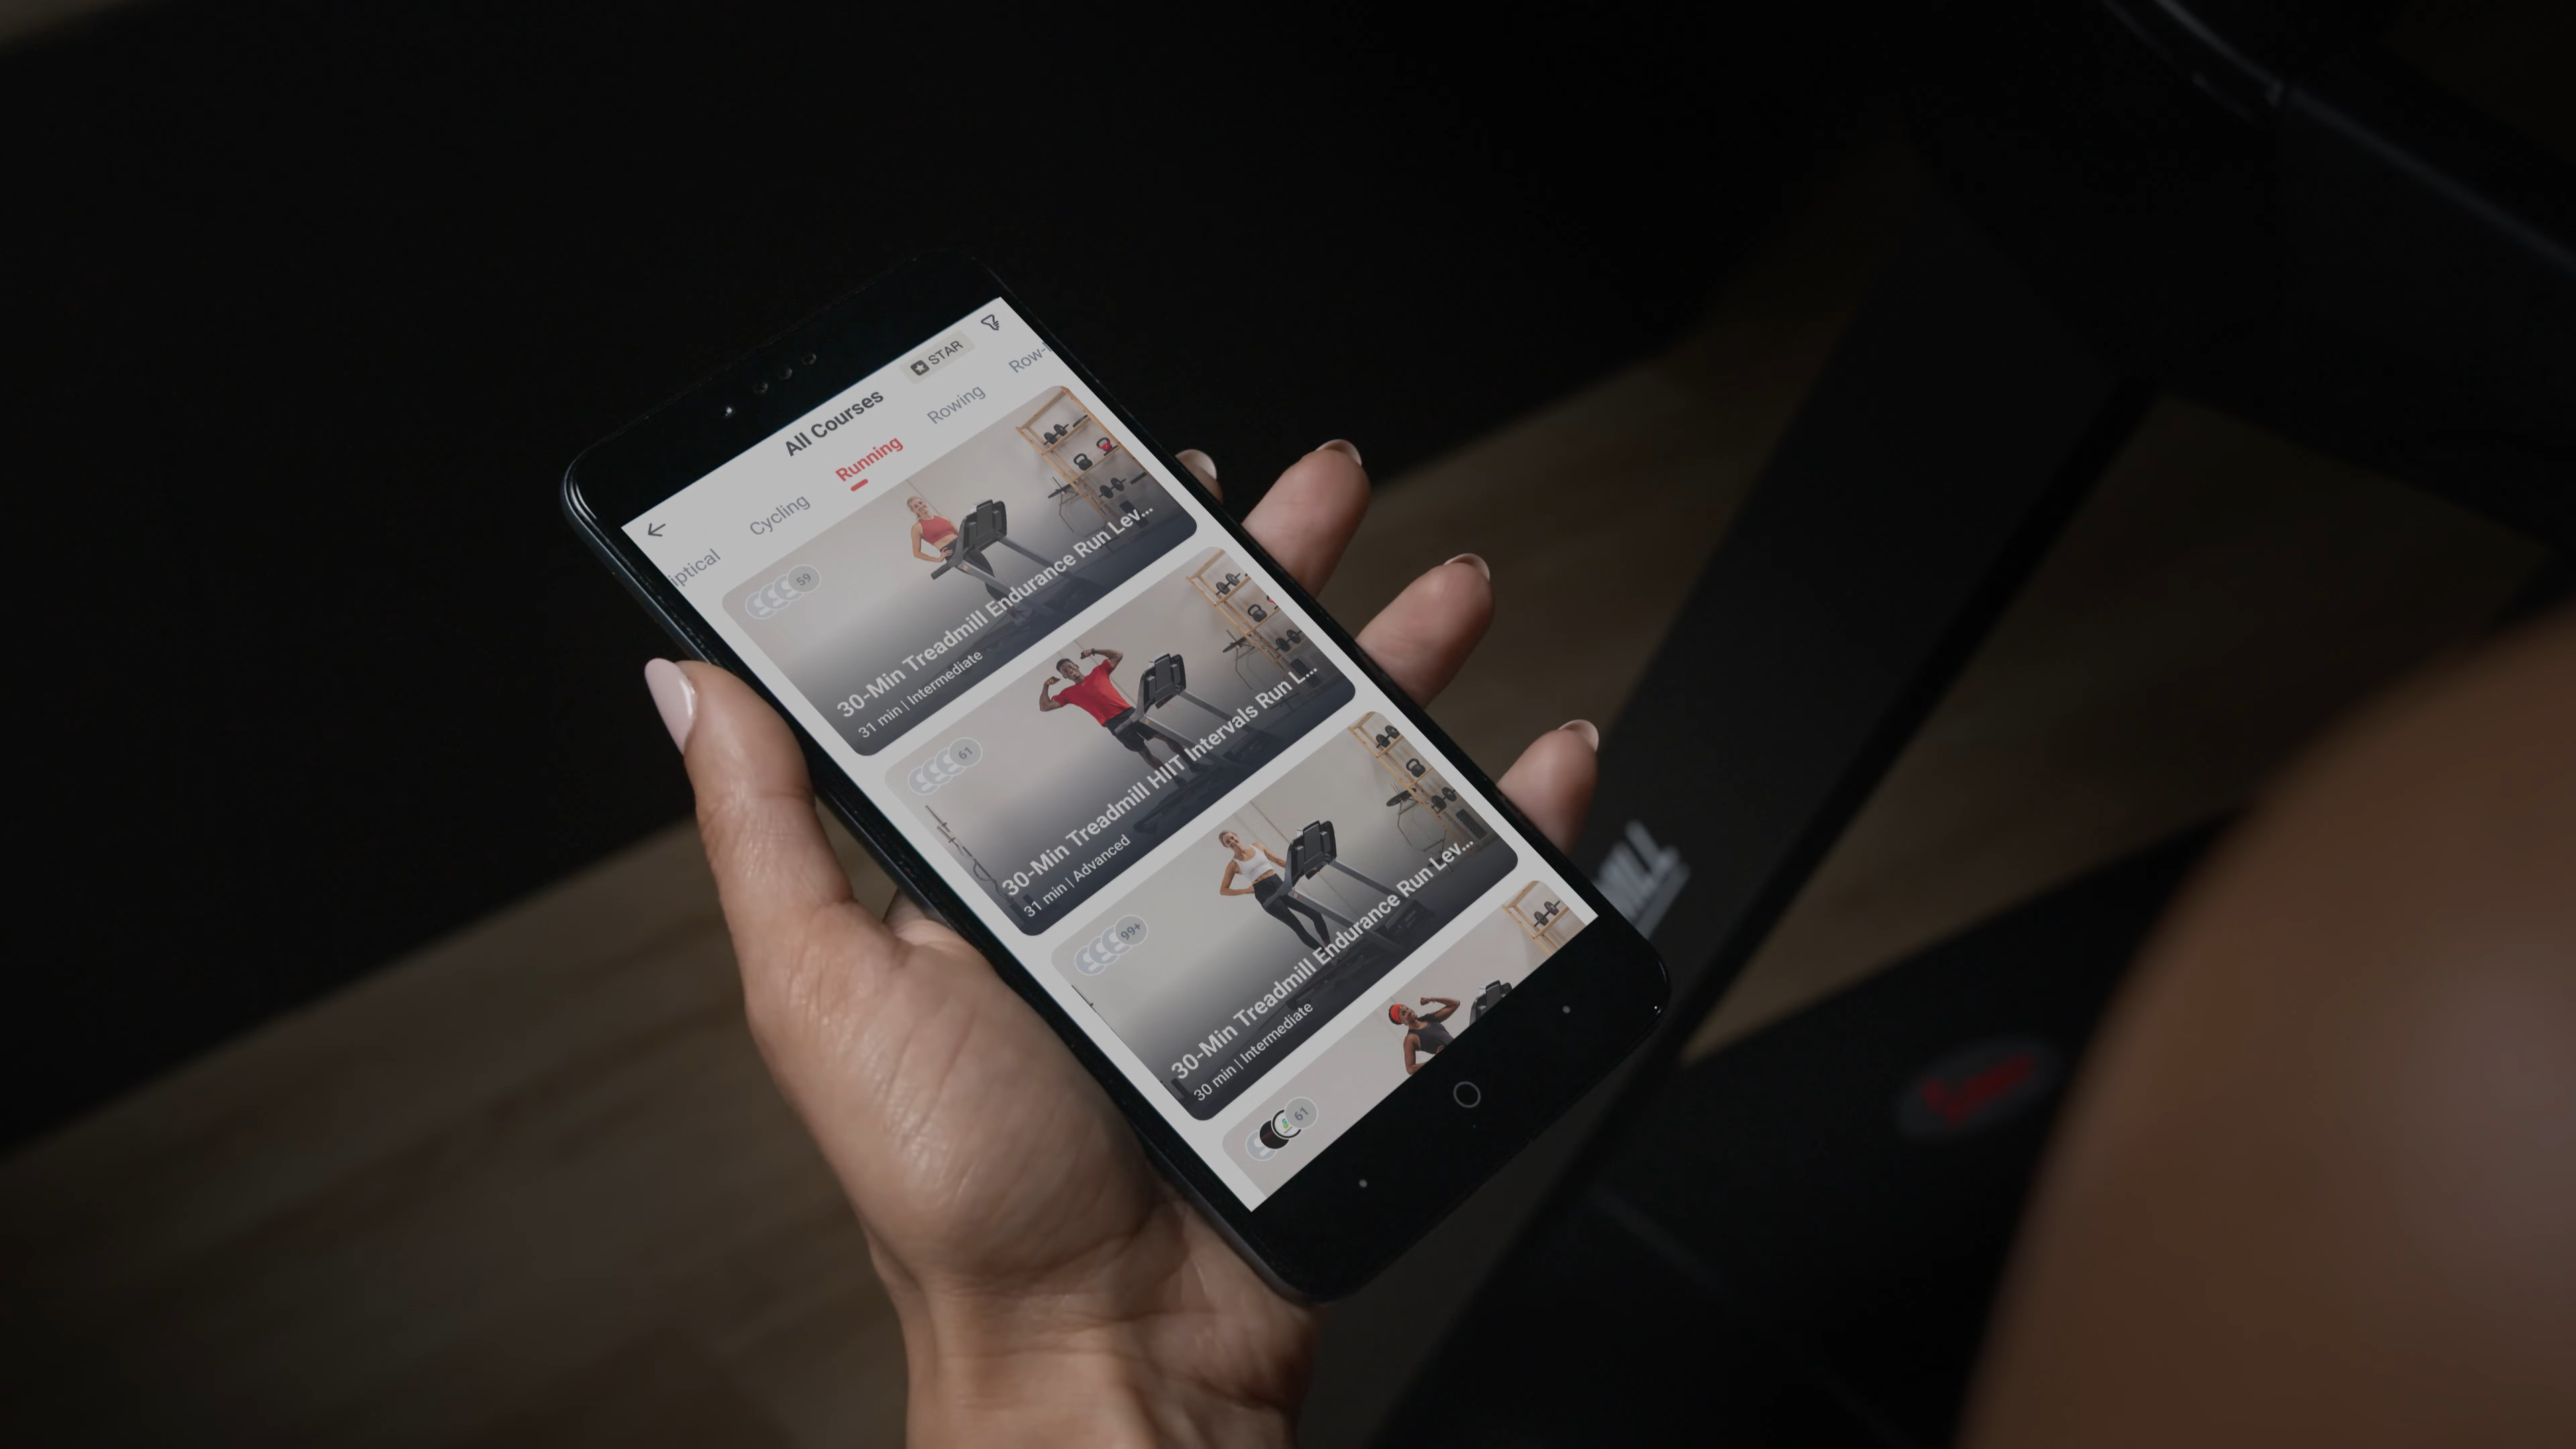 STAR
All Courses
iptical
Cycling
Running
Rowing
Row-
59
30-Min Treadmill Endurance Run Lev...
31 min | Intermediate
61
30-Min Treadmill HIIT Intervals Run L...
31 min | Advanced
99+
30-Min Treadmill Endurance Run Lev...
30 min | Intermediate
61